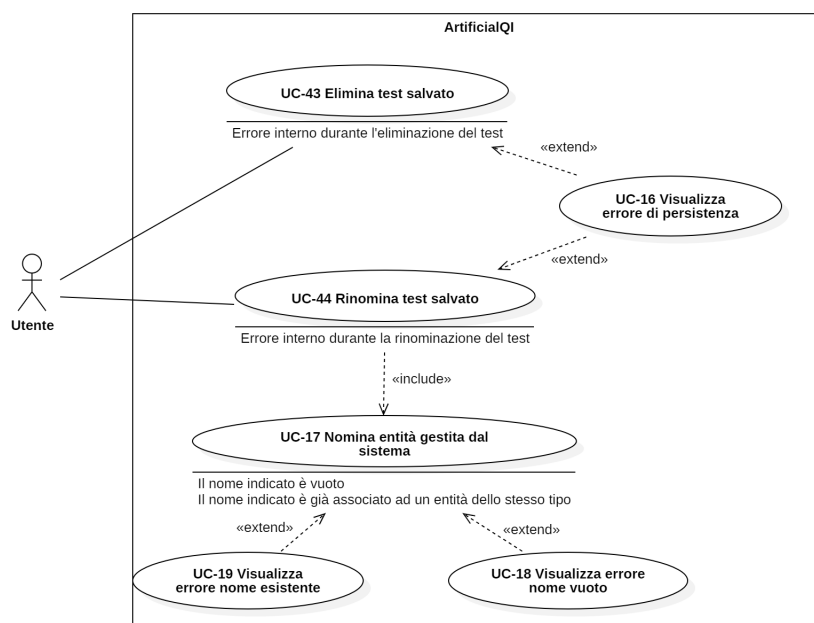 ArtificialQI
UC-43 Elimina test salvato
Errore interno durante l'eliminazione del test
«extend»
UC-16 Visualizza
errore di persistenza
«extend»
UC-44 Rinomina test salvato
Utente
Errore interno durante la rinominazione del test
«include»
UC-17 Nomina entità gestita dal
sistema
Il nome indicato è vuoto
Il nome indicato è già associato ad un entità dello stesso tipo
«extend»
«extend»
UC-19 Visualizza
errore nome esistente
UC-18 Visualizza errore
nome vuoto